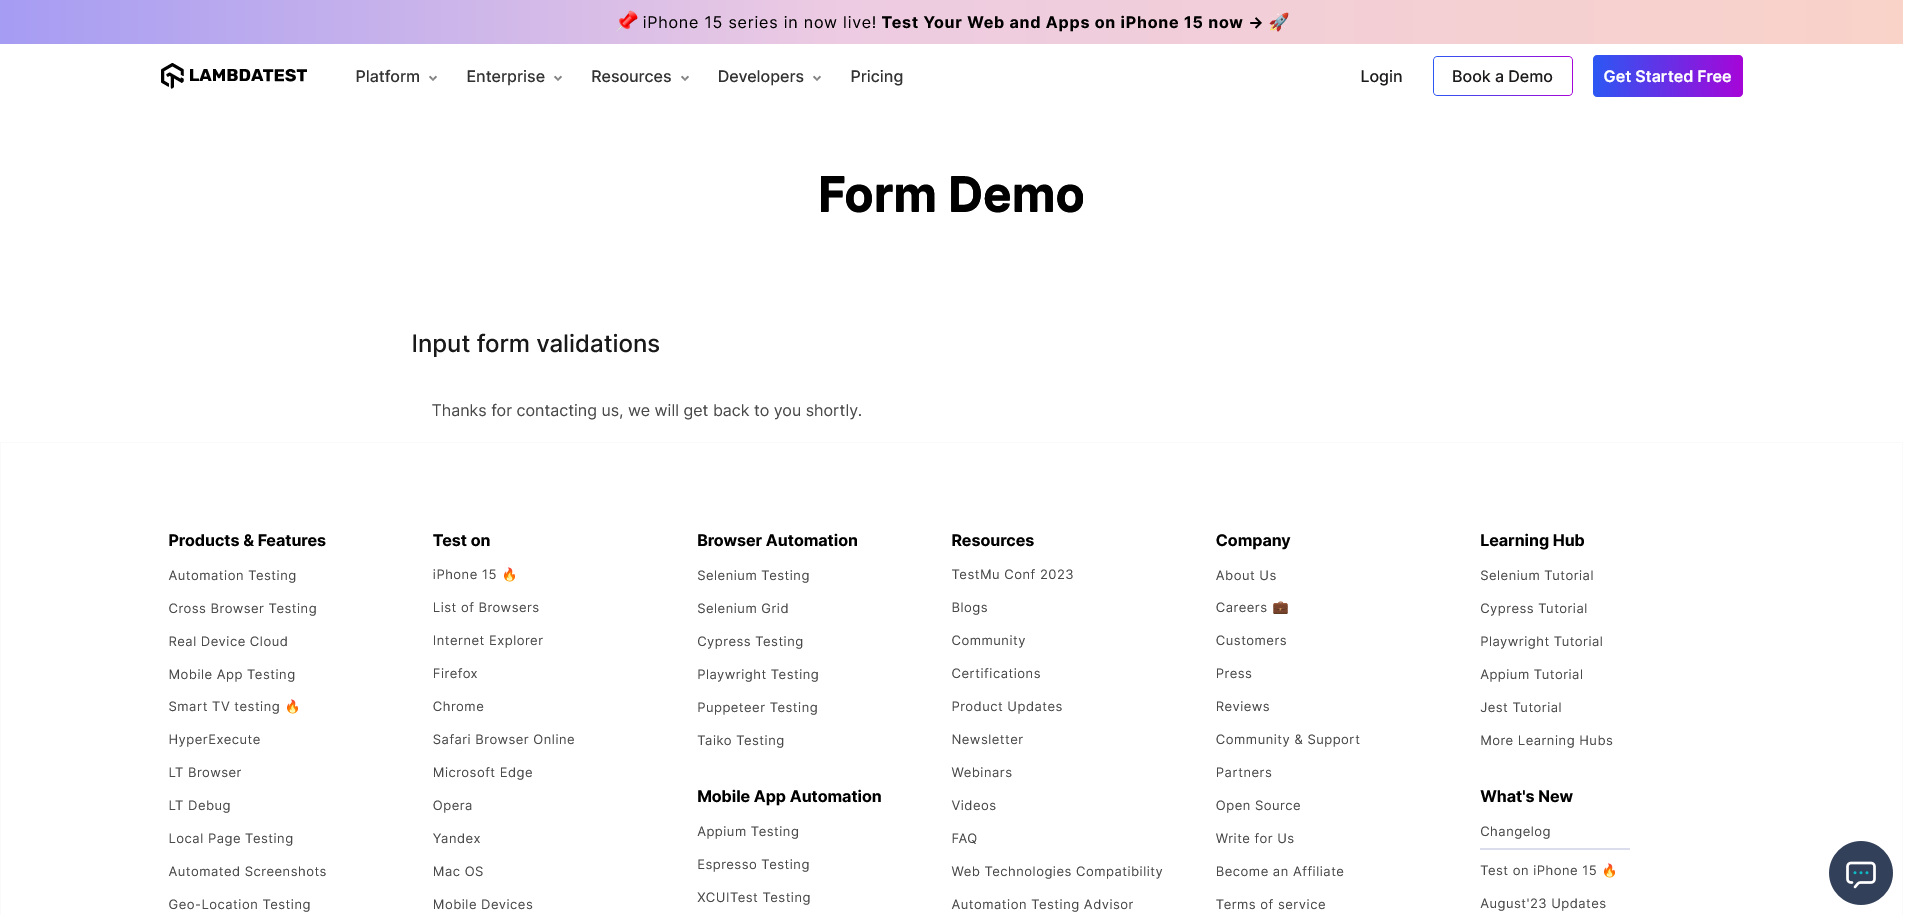 iPhone 15 series in now live! Test Your Web and Apps on iPhone 15 now → 🚀
LAMBDATEST
Platform
Enterprise
Resources
Developers
Pricing
Login
Book a Demo
Get Started Free
Form Demo
Input form validations
Thanks for contacting us, we will get back to you shortly.
Products & Features
Automation Testing
Cross Browser Testing
Real Device Cloud
Mobile App Testing
Smart TV testing 🔥
HyperExecute
LT Browser
LT Debug
Local Page Testing
Automated Screenshots
Geo-Location Testing
Test on
iPhone 15 🔥
List of Browsers
Internet Explorer
Firefox
Chrome
Safari Browser Online
Microsoft Edge
Opera
Yandex
Mac OS
Mobile Devices
Browser Automation
Selenium Testing
Selenium Grid
Cypress Testing
Playwright Testing
Puppeteer Testing
Taiko Testing
Mobile App Automation
Appium Testing
Espresso Testing
XCUITest Testing
Resources
TestMu Conf 2023
Blogs
Community
Certifications
Product Updates
Newsletter
Webinars
Videos
FAQ
Web Technologies Compatibility
Automation Testing Advisor
Company
About Us
Careers 💼
Customers
Press
Reviews
Community & Support
Partners
Open Source
Write for Us
Become an Affiliate
Terms of service
Learning Hub
Selenium Tutorial
Cypress Tutorial
Playwright Tutorial
Appium Tutorial
Jest Tutorial
More Learning Hubs
What's New
Changelog
Test on iPhone 15 🔥
August'23 Updates